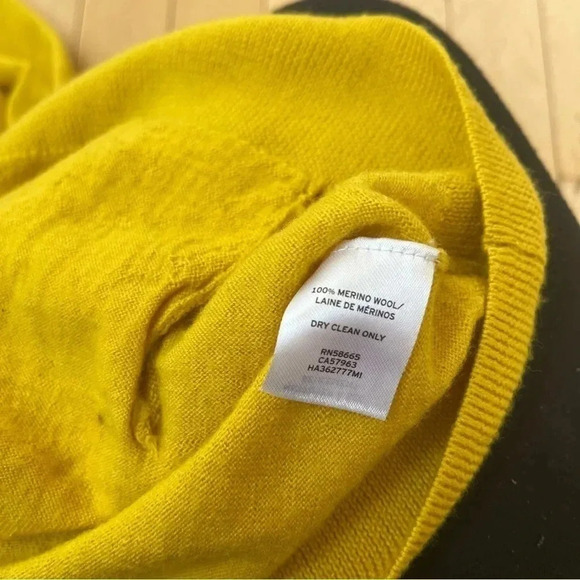 100% MERINO WOOL/
LAINE DE MÉRINOS
DRY CLEAN ONLY
RN58665
CA57963
HA362777MI